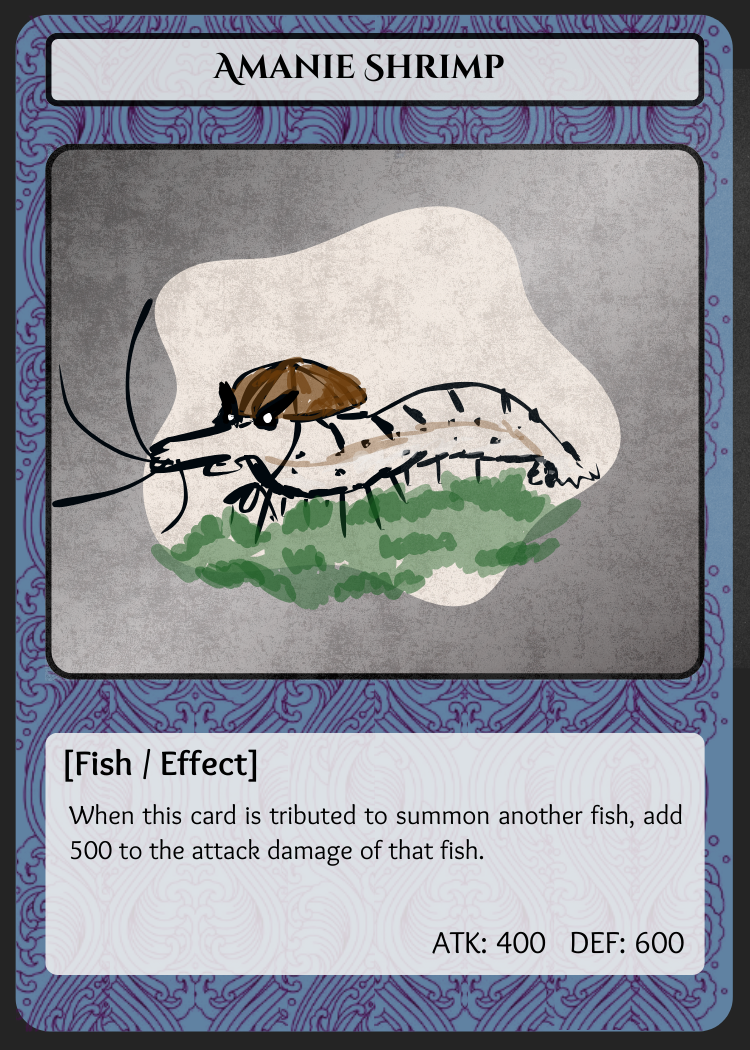 Amanie Shrimp
[Fish / Effect]
When this card is tributed to summon another fish, add
500 to the attack damage of that fish.
ATK: 400 DEF: 600